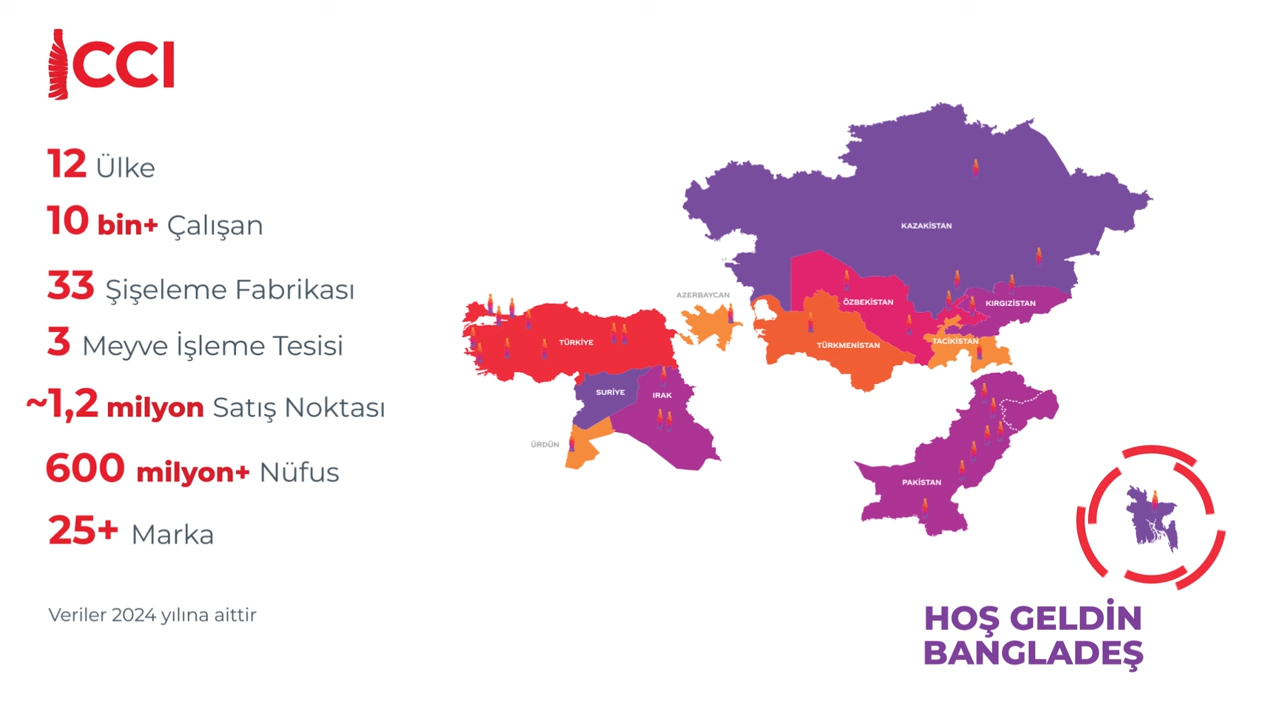 CCI
12 Ülke
10 bin+ Çalışan
33 Şişeleme Fabrikası
3 Meyve İşleme Tesisi
~1,2 milyon Satış Noktası
600 milyon+ Nüfus
25+ Marka
Veriler 2024 yılına aittir
KAZAKİSTAN
AZERBAYCAN
ÖZBEKİSTAN
KIRGIZİSTAN
TÜRKİYE
TÜRKMENİSTAN
TACİKİSTAN
SURİYE
IRAK
ÜRDÜN
PAKİSTAN
HOŞ GELDİN
BANGLADEŞ